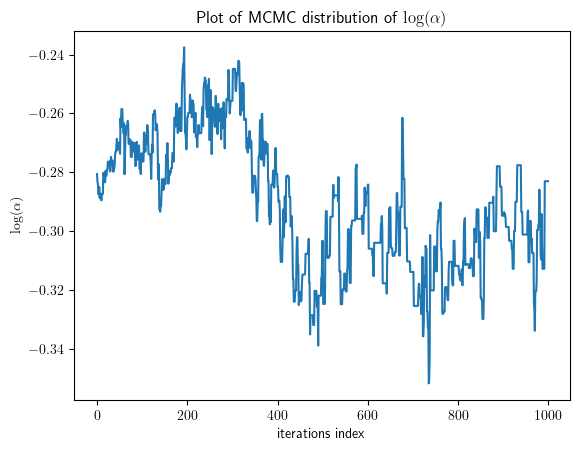 Plot of MCMC distribution of log(α)
log(α)
−0.24
−0.26
−0.28
−0.30
−0.32
−0.34
0 200 400 600 800 1000
iterations index